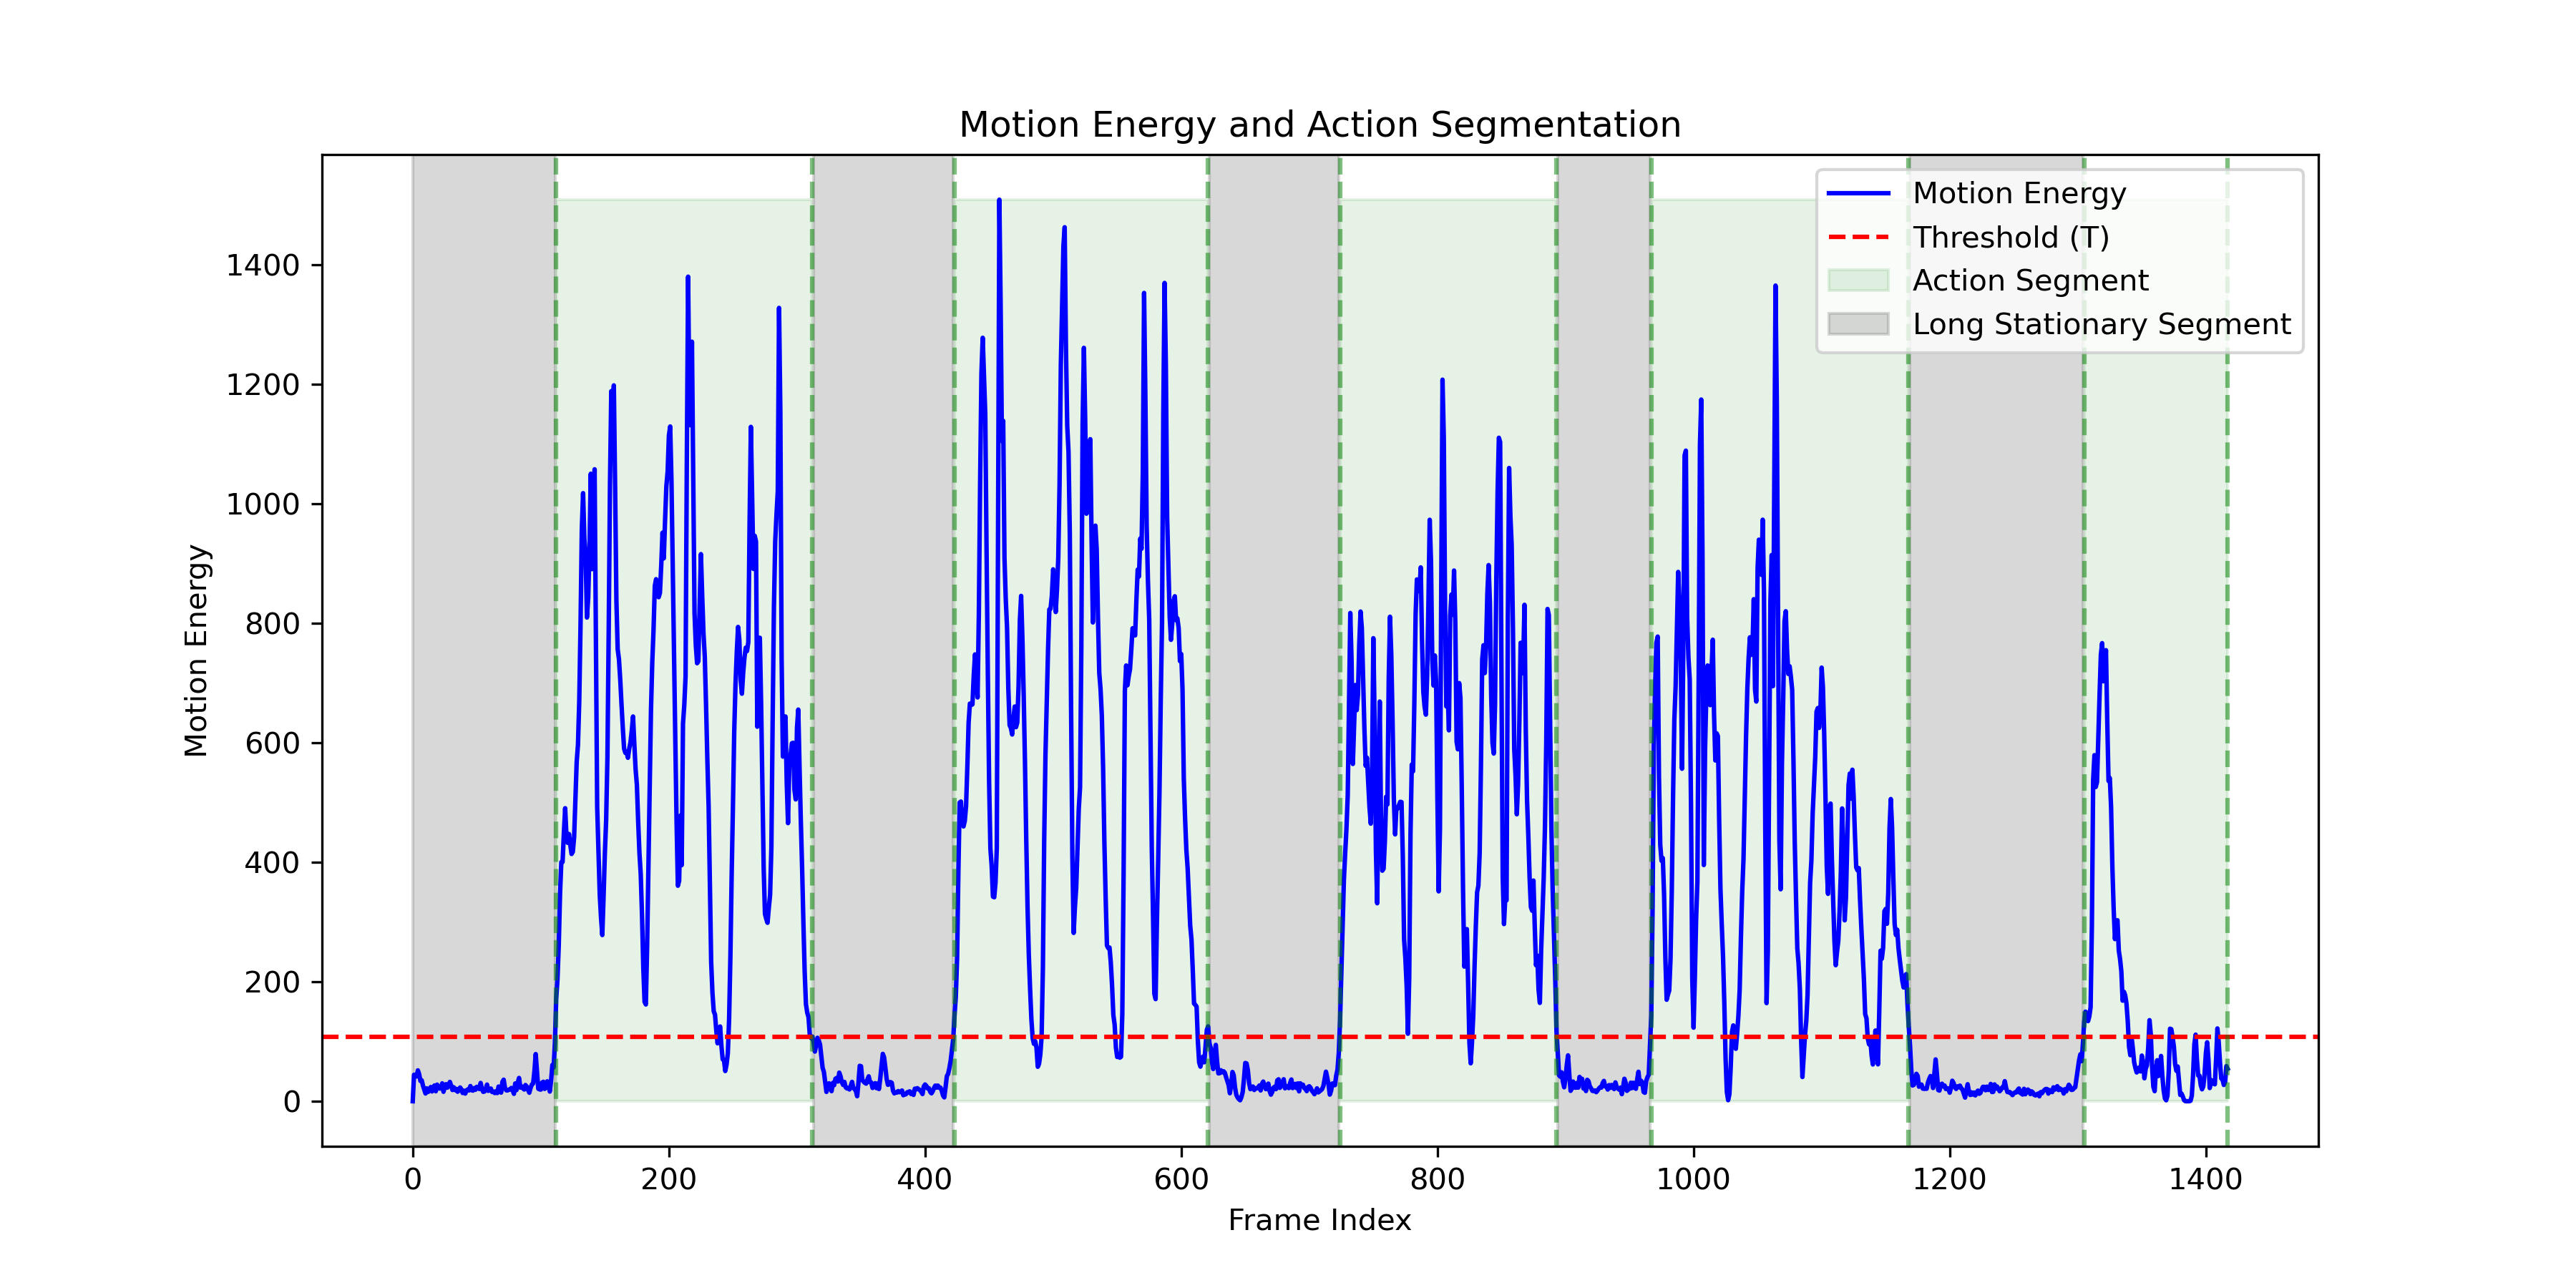 Motion Energy and Action Segmentation
Motion Energy
Threshold (T)
Action Segment
Long Stationary Segment
1400
1200
1000
800
600
400
200
0
Motion Energy
0 200 400 600 800 1000 1200 1400
Frame Index